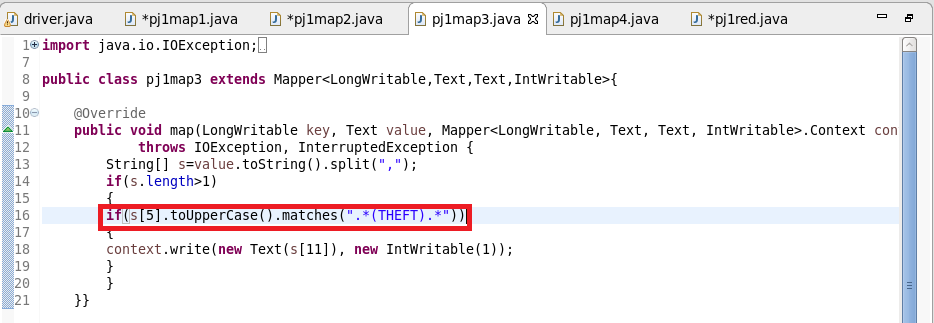 driver.java *pj1map1.java *pj1map2.java pj1map3.java pj1map4.java *pj1red.java
1 import java.io.IOException;
7
8 public class pj1map3 extends Mapper<LongWritable,Text,Text,IntWritable>{
9
10 @Override
11 public void map(LongWritable key, Text value, Mapper<LongWritable, Text, Text, IntWritable>.Context con
12 throws IOException, InterruptedException {
13 String[] s=value.toString().split(",");
14 if(s.length>1)
15 {
16 if(s[5].toUpperCase().matches(".*(THEFT).*"))
17 {
18 context.write(new Text(s[11]), new IntWritable(1));
19 }
20 }
21 }}